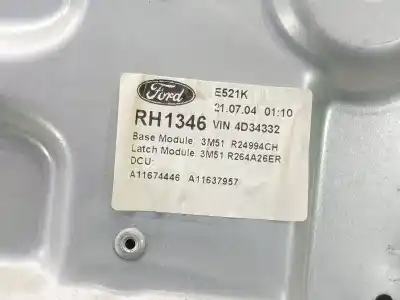 Ford E521K
21.07.04 01:10
RH1346 VIN 4D34332
Base Module: 3M51 R24994CH
Latch Module: 3M51 R264A26ER
DCU:
A11674446 A11637957